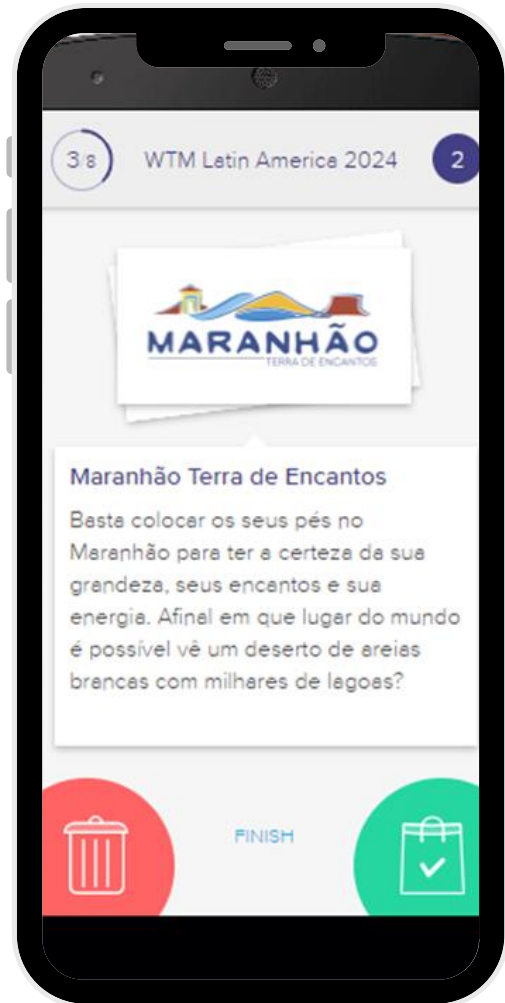 3/8
WTM Latin America 2024
2
MARANHÃO
TERRA DE ENCANTOS
Maranhão Terra de Encantos
Basta colocar os seus pés no
Maranhão para ter a certeza da sua
grandeza, seus encantos e sua
energia. Afinal em que lugar do mundo
é possível vê um deserto de areias
brancas com milhares de lagoas?
FINISH